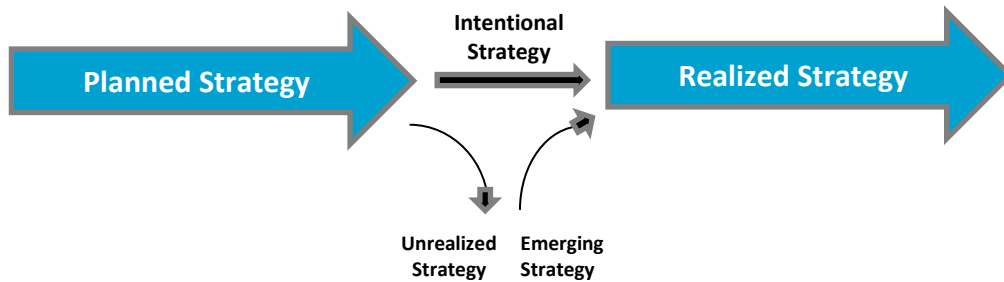 Intentional
Strategy
Planned Strategy
Realized Strategy
Unrealized
Strategy
Emerging
Strategy